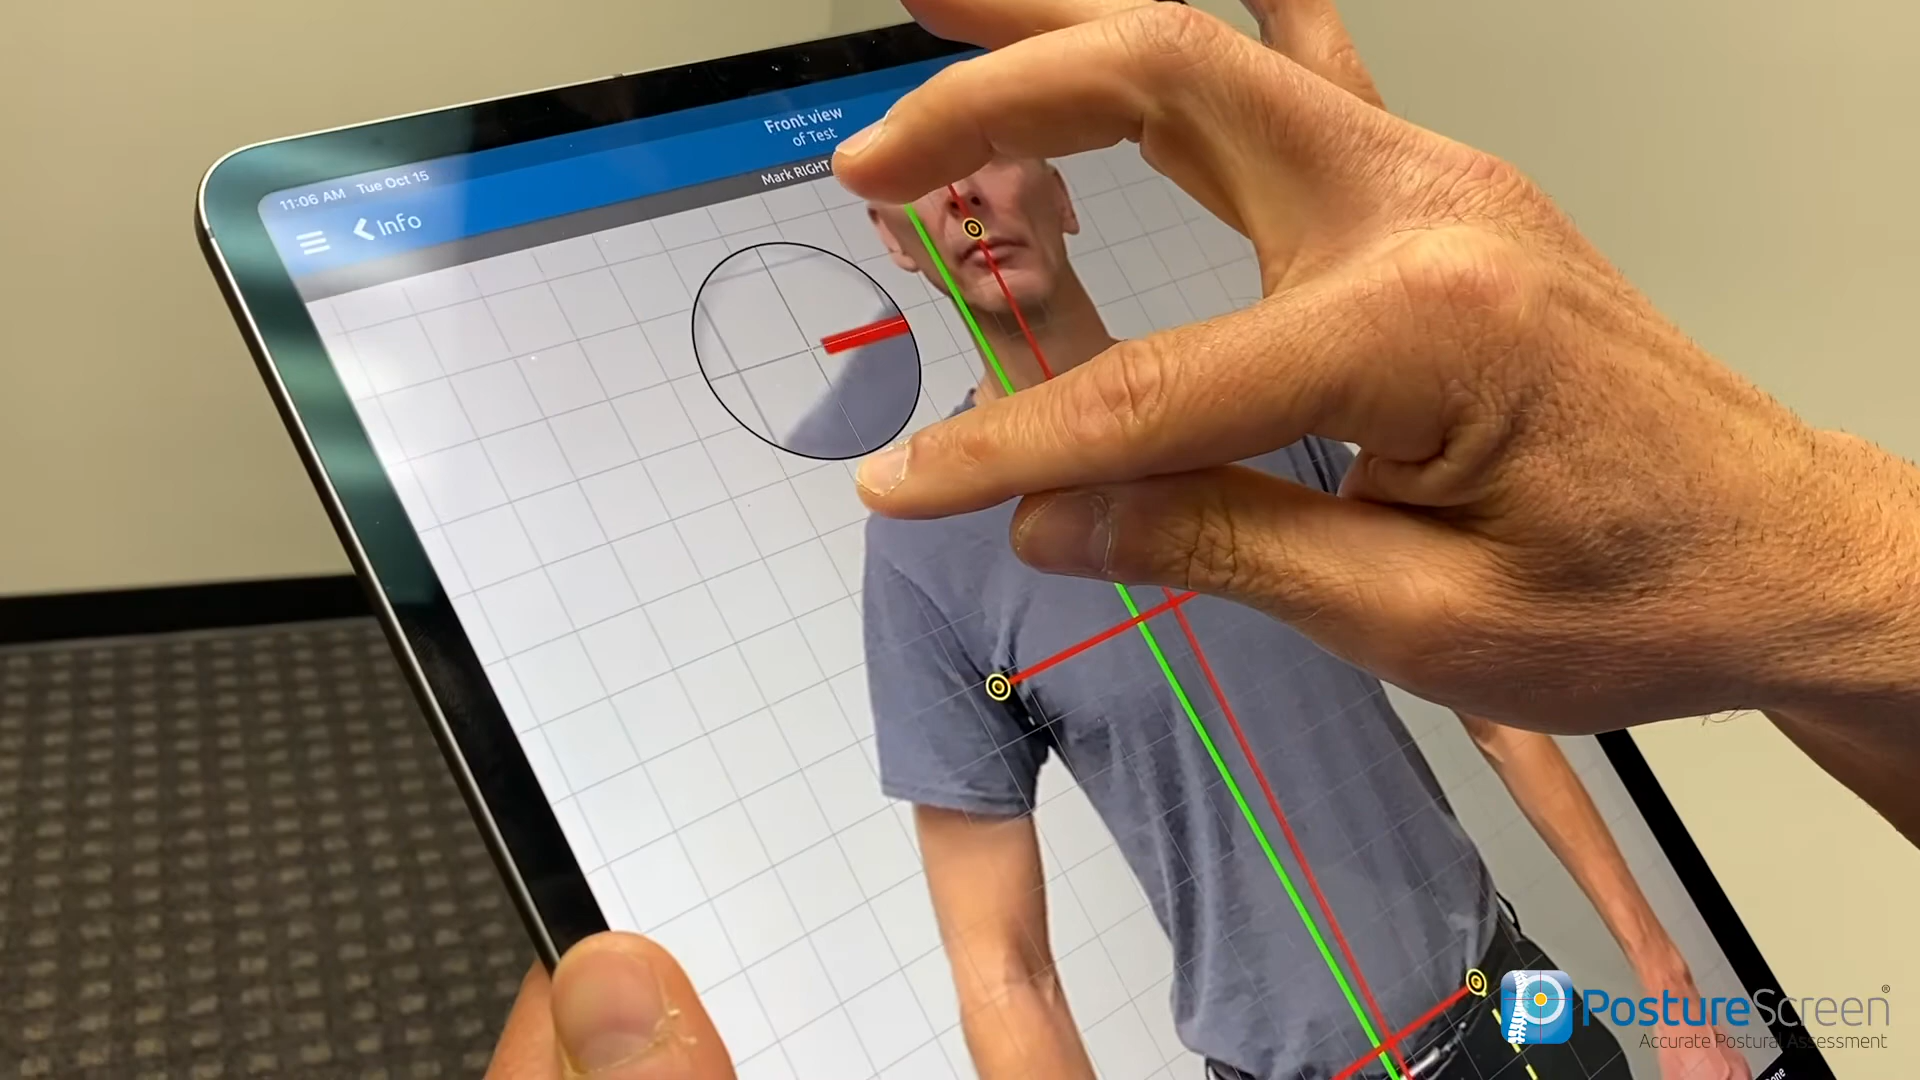 11:06 AM Tue Oct 15
Info
Front view
of Test
Mark RIGHT
PostureScreen®
Accurate Postural Assessment